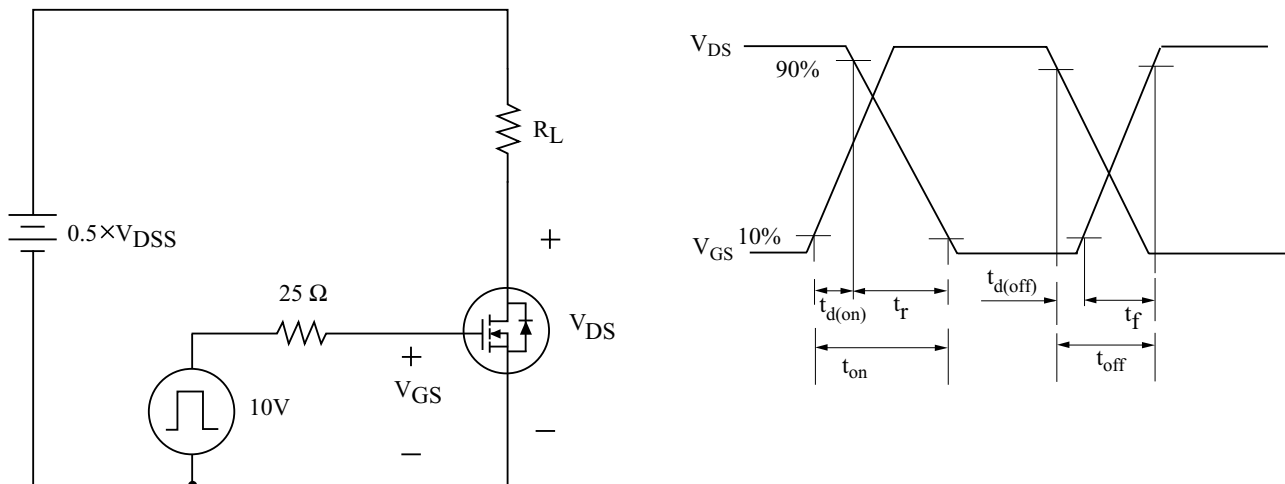 R_L
0.5×V_DSS
+
25 Ω
V_DS
+
V_GS
10V
−
−
V_DS
90%
V_GS
10%
t_d(on)
t_r
t_d(off)
t_f
t_on
t_off